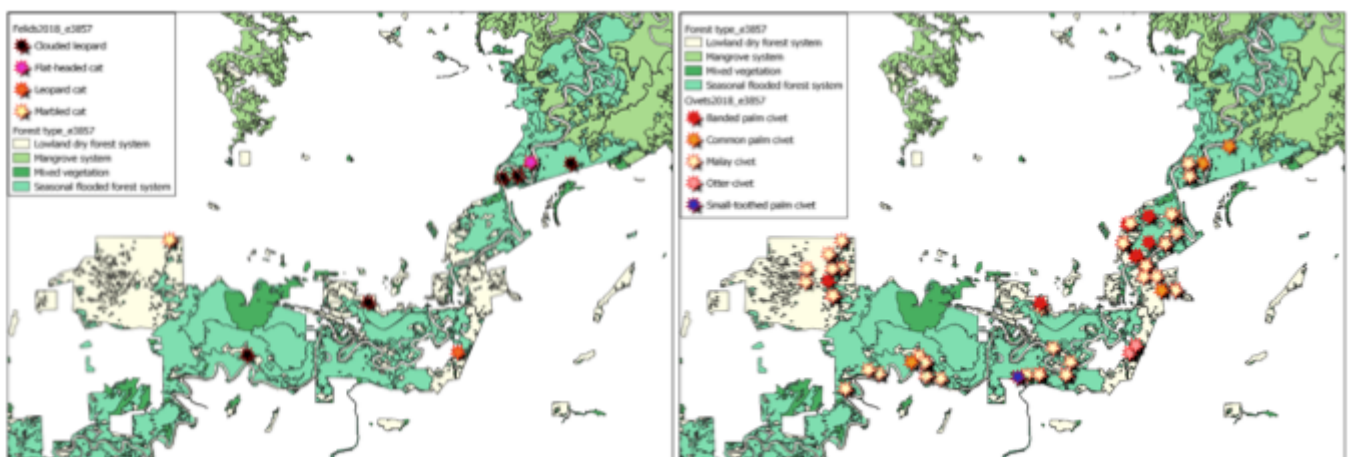 Felids2018_e3857
Clouded leopard
Flat-headed cat
Leopard cat
Marbled cat
Forest type_e3857
Lowland dry forest system
Mangrove system
Mixed vegetation
Seasonal flooded forest system
Forest type_e3857
Lowland dry forest system
Mangrove system
Mixed vegetation
Seasonal flooded forest system
Civets2018_e3857
Banded palm civet
Common palm civet
Malay civet
Otter-civet
Small-toothed palm civet